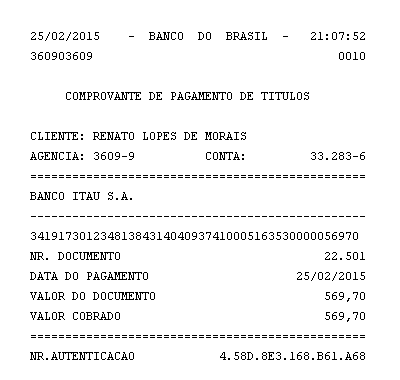 25/02/2015 - BANCO DO BRASIL - 21:07:52
360903609 0010
COMPROVANTE DE PAGAMENTO DE TITULOS
CLIENTE: RENATO LOPES DE MORAIS
AGENCIA: 3609-9 CONTA: 33.283-6
================================================
BANCO ITAU S.A.
------------------------------------------------
34191730123481384314040937410005163530000056970
NR. DOCUMENTO 22.501
DATA DO PAGAMENTO 25/02/2015
VALOR DO DOCUMENTO 569,70
VALOR COBRADO 569,70
================================================
NR.AUTENTICACAO 4.58D.8E3.168.B61.A68